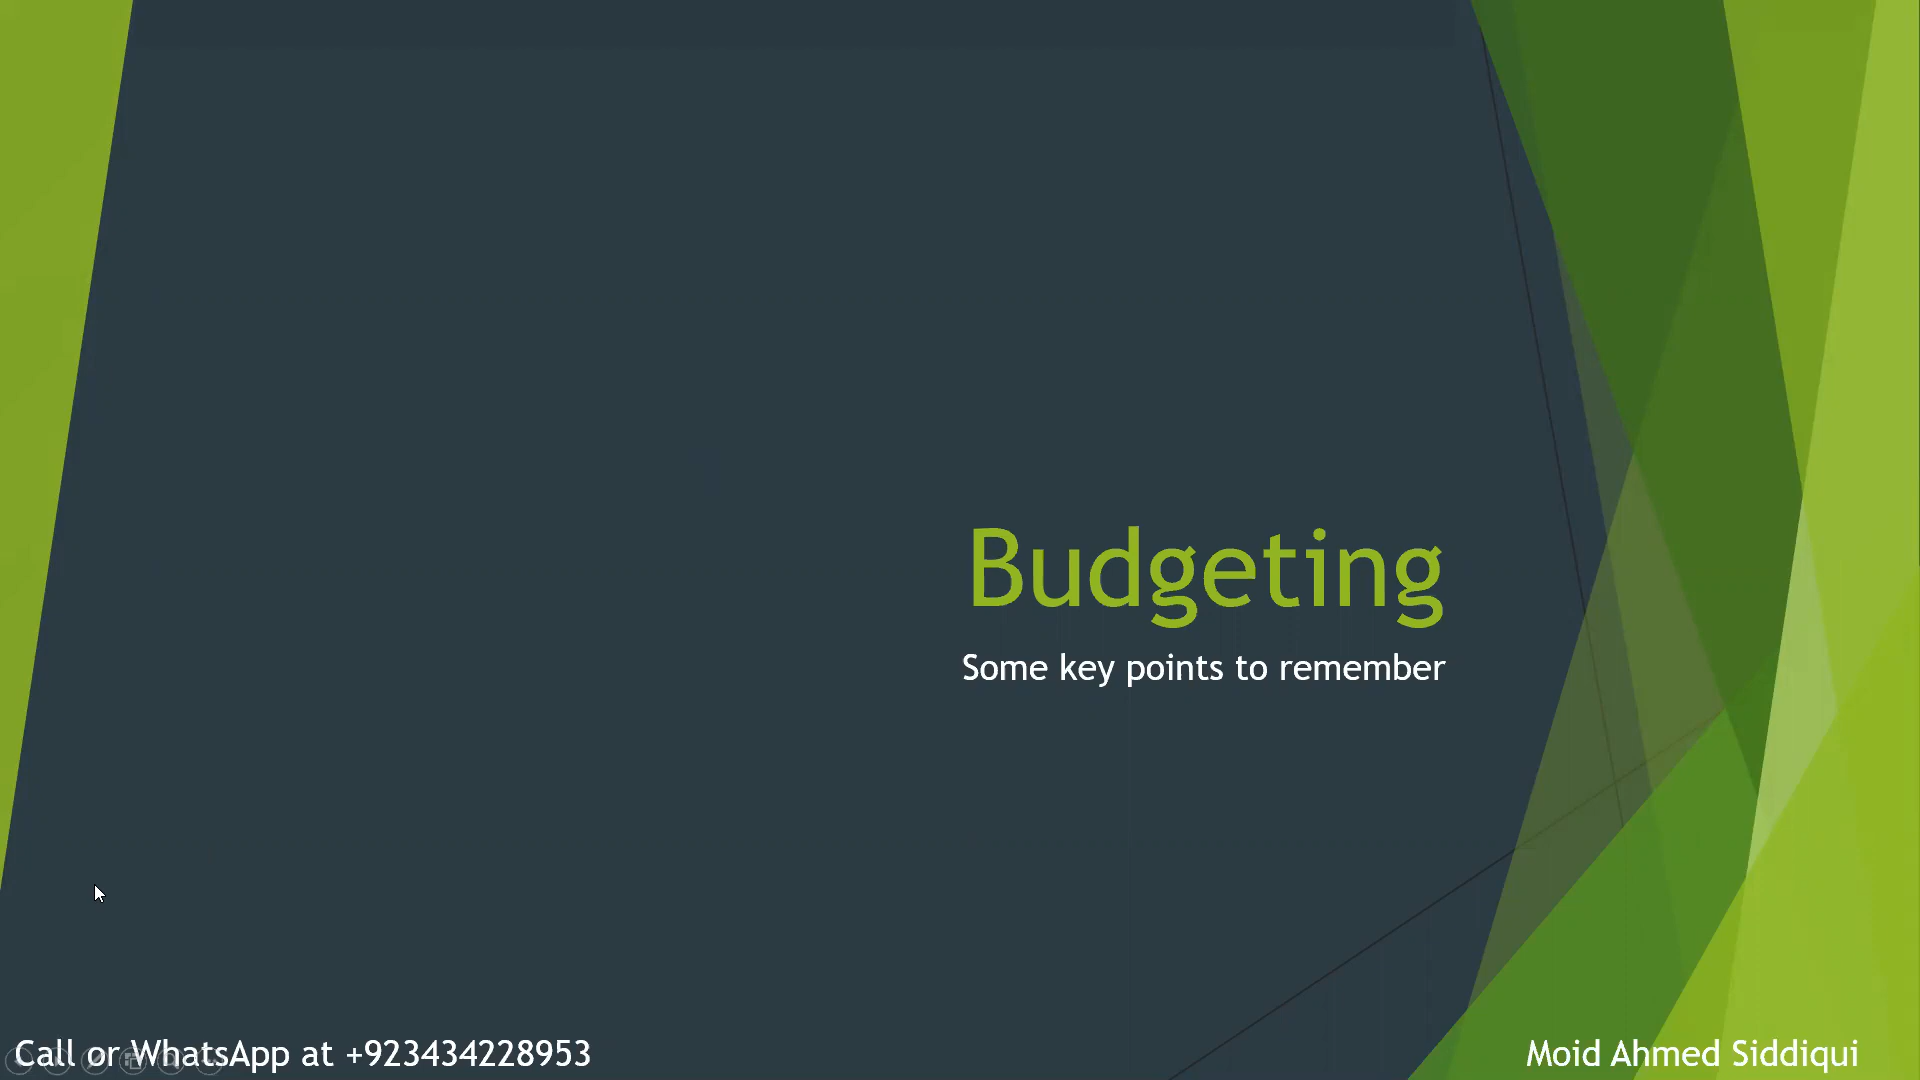 Budgeting
Some key points to remember
Call or WhatsApp at +923434228953
Moid Ahmed Siddiqui